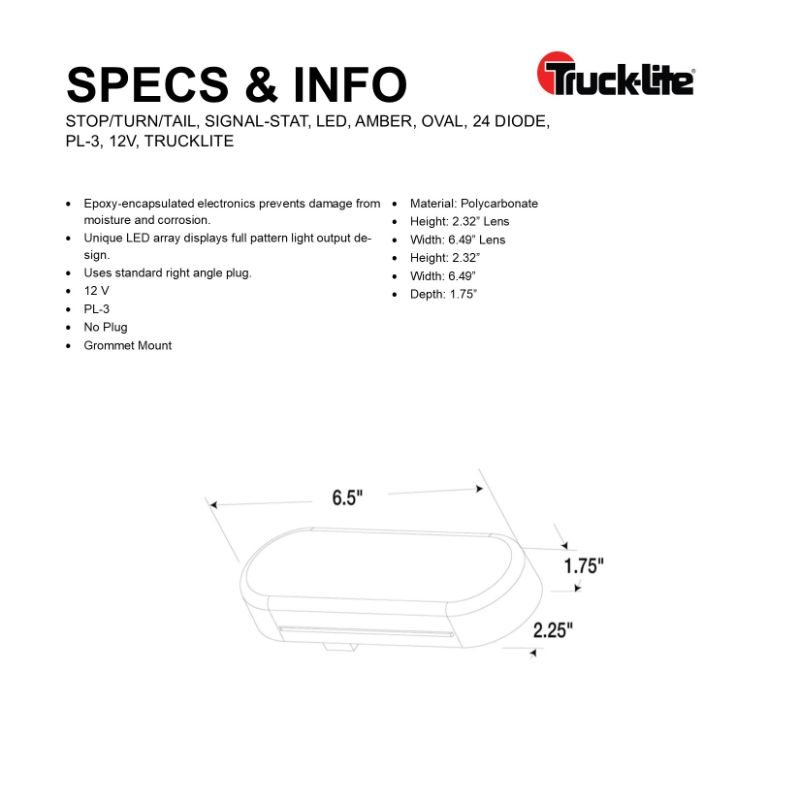 SPECS & INFO
Truck-Lite®
STOP/TURN/TAIL, SIGNAL-STAT, LED, AMBER, OVAL, 24 DIODE,
PL-3, 12V, TRUCKLITE
• Epoxy-encapsulated electronics prevents damage from
moisture and corrosion.
• Unique LED array displays full pattern light output de-
sign.
• Uses standard right angle plug.
• 12 V
• PL-3
• No Plug
• Grommet Mount
• Material: Polycarbonate
• Height: 2.32” Lens
• Width: 6.49” Lens
• Height: 2.32”
• Width: 6.49”
• Depth: 1.75”
6.5"
1.75"
2.25"